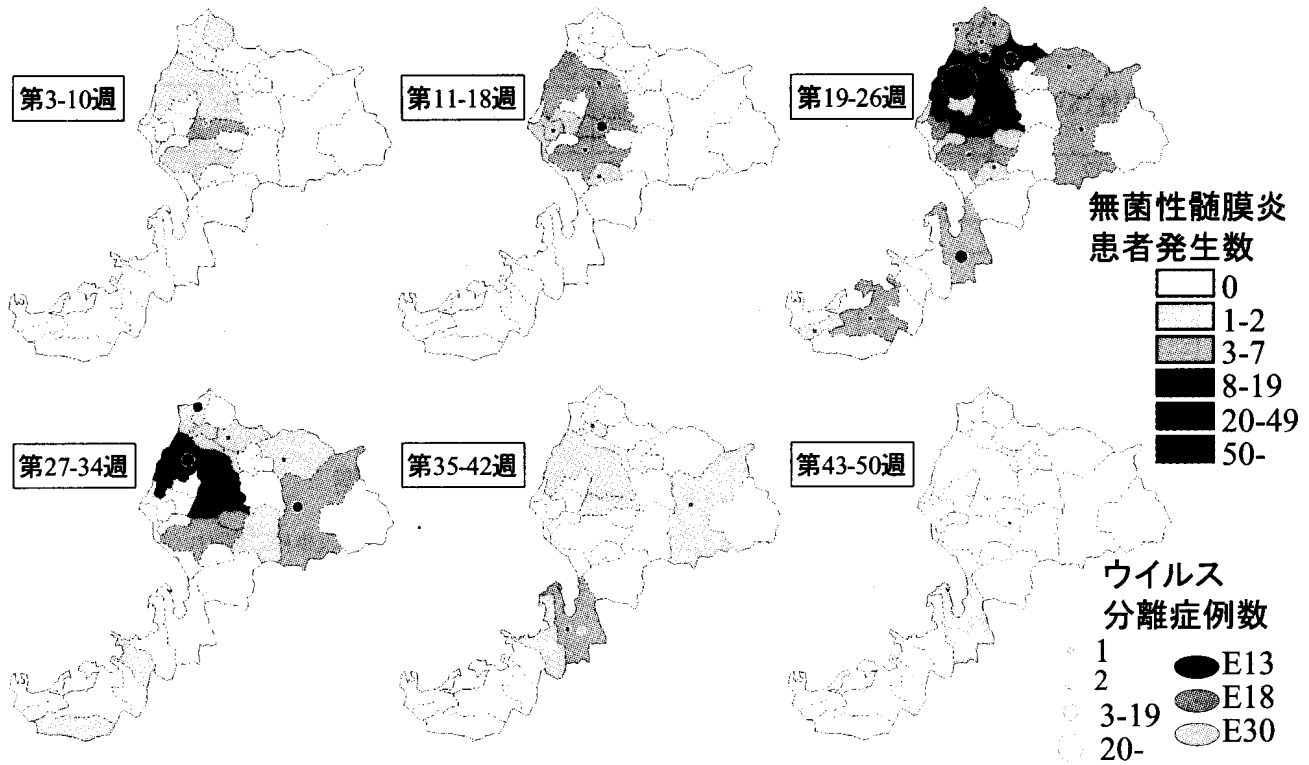 第3-10週
第11-18週
第19-26週
無菌性髄膜炎
患者発生数
0
1-2
3-7
8-19
20-49
50-
第27-34週
第35-42週
第43-50週
ウイルス
分離症例数
1
2
3-19
20-
E13
E18
E30